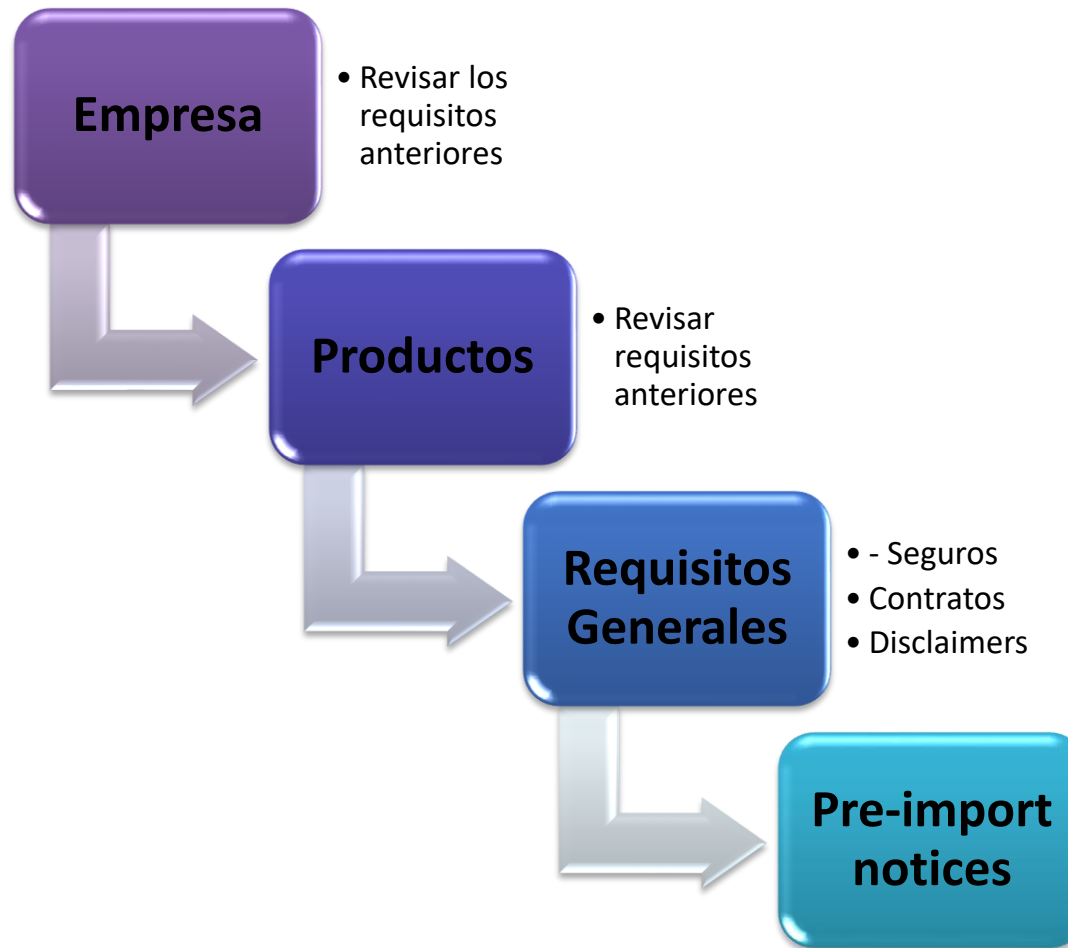 Empresa
• Revisar los
requisitos
anteriores
Productos
• Revisar
requisitos
anteriores
Requisitos
Generales
• - Seguros
• Contratos
• Disclaimers
Pre-import
notices